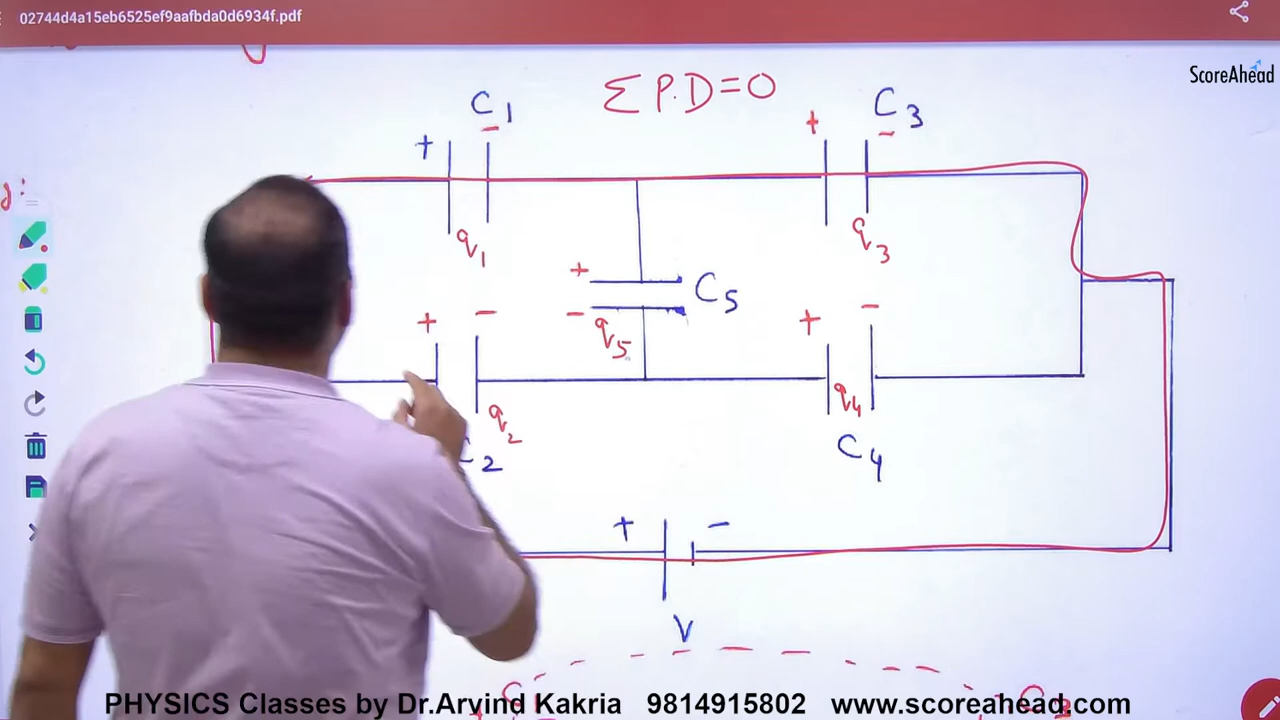 02744d4a15eb6525ef9aafbda0d6934f.pdf
ScoreAhead
Σ P.D = 0
C1
C3
+ - + -
q1
q3
+
C5
-
q5
+ - + -
q2
q4
2
C4
+ -
V
PHYSICS Classes by Dr.Arvind Kakria 9814915802 www.scoreahead.com